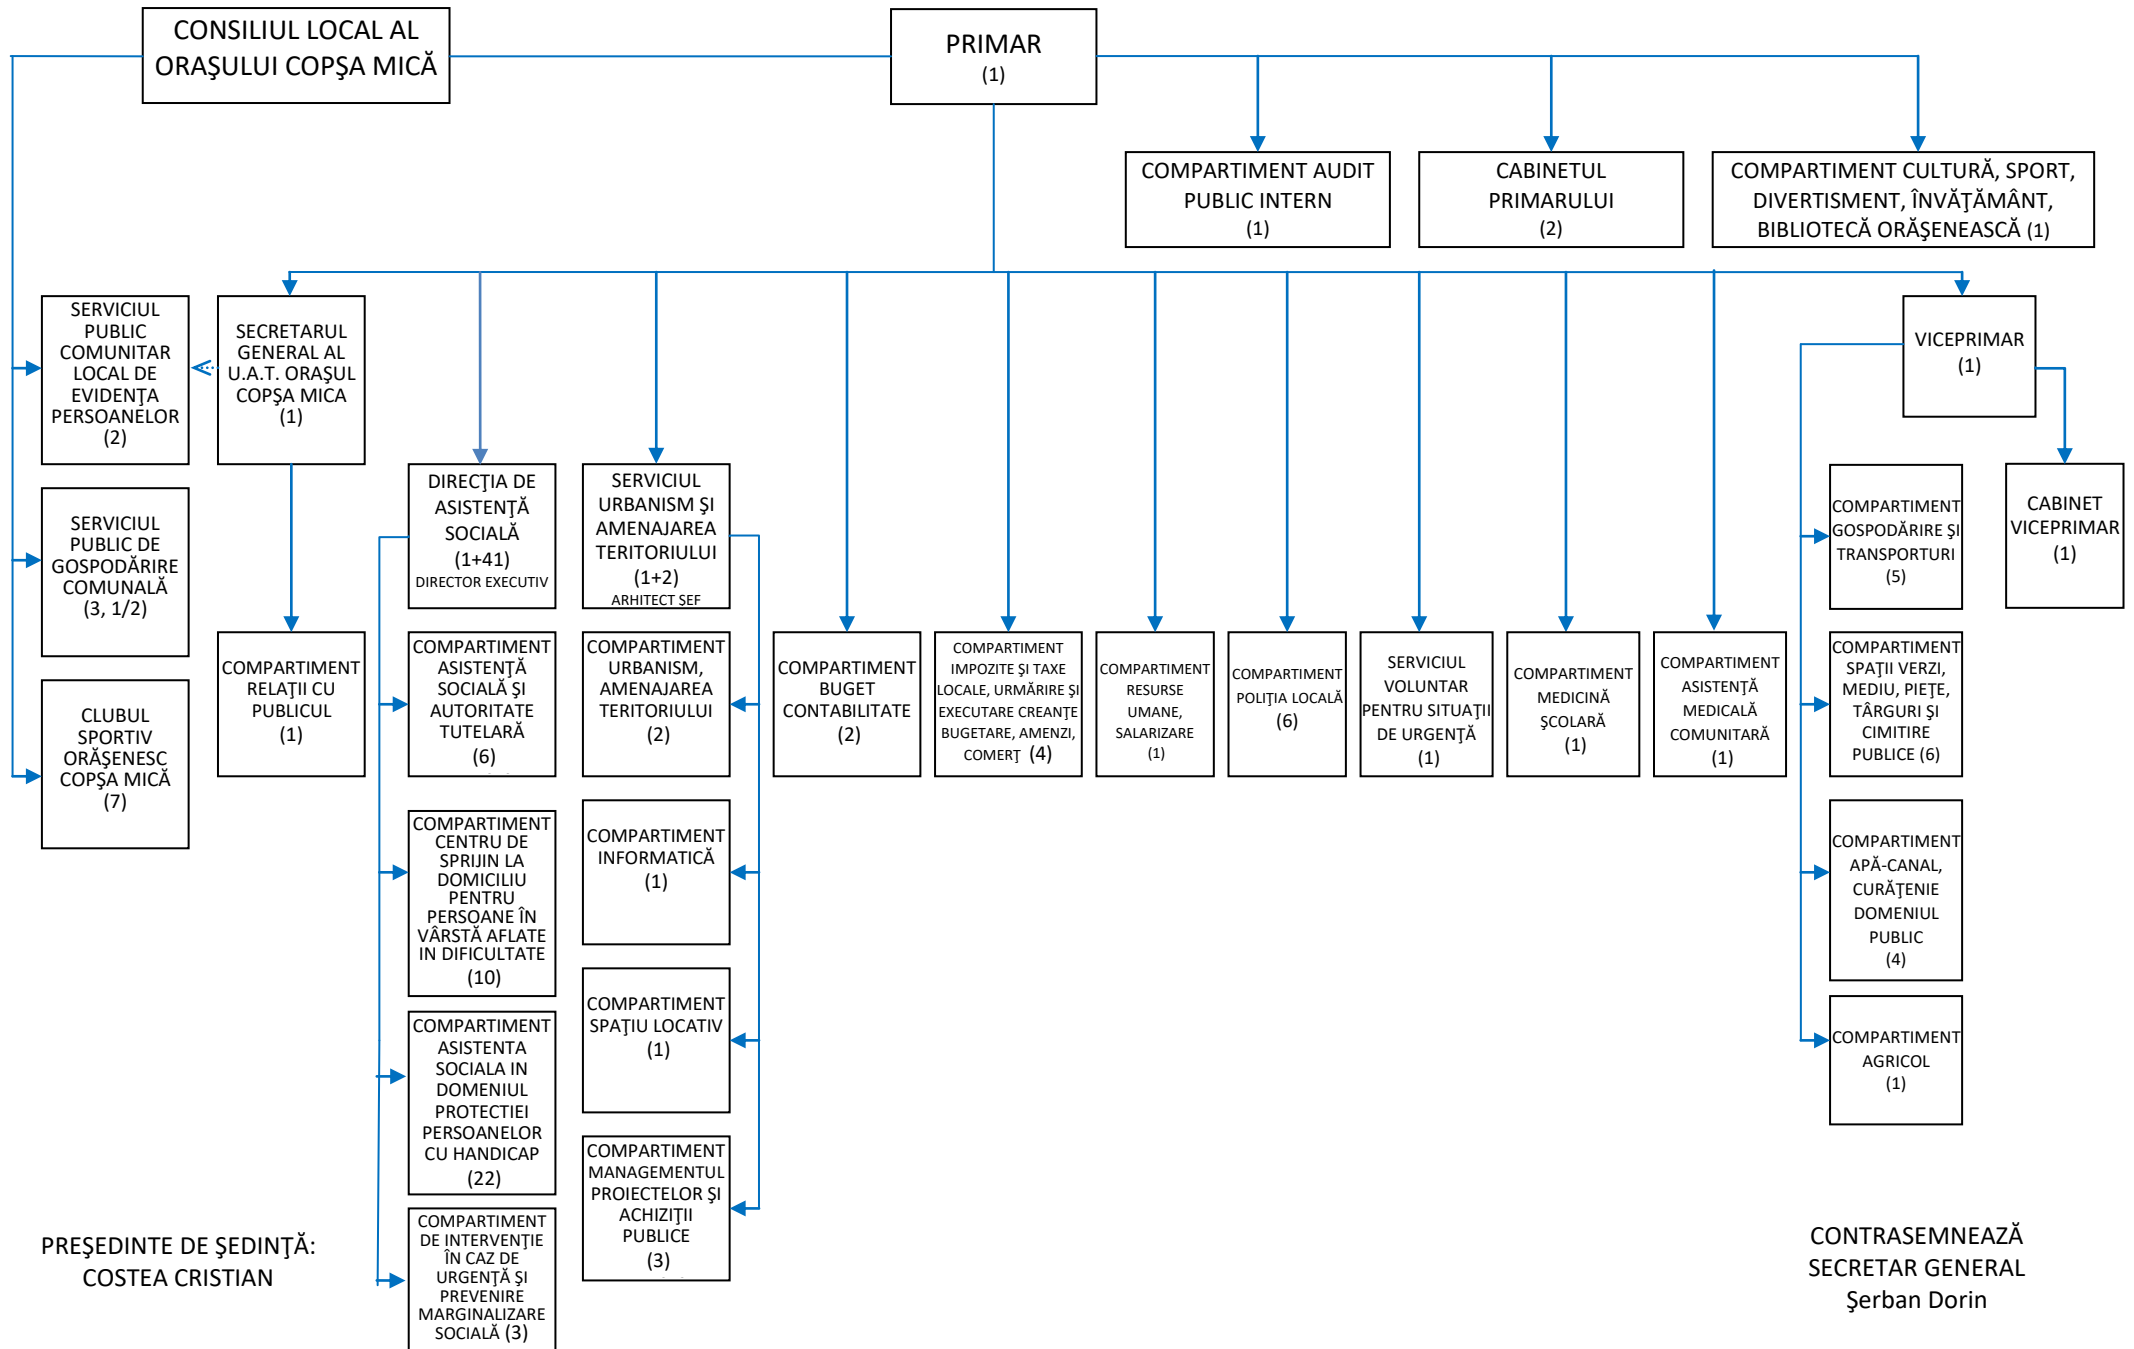 CONSILIUL LOCAL AL
ORAŞULUI COPŞA MICĂ
PRIMAR
(1)
COMPARTIMENT AUDIT
PUBLIC INTERN
(1)
CABINETUL
PRIMARULUI
(2)
COMPARTIMENT CULTURĂ, SPORT,
DIVERTISMENT, ÎNVĂŢĂMÂNT,
BIBLIOTECĂ ORĂŞENEASCĂ (1)
SERVICIUL
PUBLIC
COMUNITAR
LOCAL DE
EVIDENŢA
PERSOANELOR
(2)
SECRETARUL
GENERAL AL
U.A.T. ORAŞUL
COPŞA MICA
(1)
VICEPRIMAR
(1)
SERVICIUL
PUBLIC DE
GOSPODĂRIRE
COMUNALĂ
(3, 1/2)
DIRECŢIA DE
ASISTENŢĂ
SOCIALĂ
(1+41)
DIRECTOR EXECUTIV
SERVICIUL
URBANISM ŞI
AMENAJAREA
TERITORIULUI
(1+2)
ARHITECT ŞEF
COMPARTIMENT
GOSPODĂRIRE ŞI
TRANSPORTURI
(5)
CABINET
VICEPRIMAR
(1)
CLUBUL
SPORTIV
ORĂŞENESC
COPŞA MICĂ
(7)
COMPARTIMENT
RELAŢII CU
PUBLICUL
(1)
COMPARTIMENT
ASISTENŢĂ
SOCIALĂ ŞI
AUTORITATE
TUTELARĂ
(6)
COMPARTIMENT
URBANISM,
AMENAJAREA
TERITORIULUI
(2)
COMPARTIMENT
BUGET
CONTABILITATE
(2)
COMPARTIMENT
IMPOZITE ŞI TAXE
LOCALE, URMĂRIRE ŞI
EXECUTARE CREANŢE
BUGETARE, AMENZI,
COMERŢ (4)
COMPARTIMENT
RESURSE
UMANE,
SALARIZARE
(1)
COMPARTIMENT
POLIŢIA LOCALĂ
(6)
SERVICIUL
VOLUNTAR
PENTRU SITUAŢII
DE URGENŢĂ
(1)
COMPARTIMENT
MEDICINĂ
ŞCOLARĂ
(1)
COMPARTIMENT
ASISTENŢĂ
MEDICALĂ
COMUNITARĂ
(1)
COMPARTIMENT
SPAŢII VERZI,
MEDIU, PIEŢE,
TÂRGURI ŞI
CIMITIRE
PUBLICE (6)
COMPARTIMENT
CENTRU DE
SPRIJIN LA
DOMICILIU
PENTRU
PERSOANE ÎN
VÂRSTĂ AFLATE
IN DIFICULTATE
(10)
COMPARTIMENT
INFORMATICĂ
(1)
COMPARTIMENT
APĂ-CANAL,
CURĂŢENIE
DOMENIUL
PUBLIC
(4)
COMPARTIMENT
ASISTENTA
SOCIALA IN
DOMENIUL
PROTECTIEI
PERSOANELOR
CU HANDICAP
(22)
COMPARTIMENT
SPAŢIU LOCATIV
(1)
COMPARTIMENT
AGRICOL
(1)
COMPARTIMENT
MANAGEMENTUL
PROIECTELOR ŞI
ACHIZIŢII
PUBLICE
(3)
COMPARTIMENT
DE INTERVENŢIE
ÎN CAZ DE
URGENŢĂ ŞI
PREVENIRE
MARGINALIZARE
SOCIALĂ (3)
PREŞEDINTE DE ŞEDINŢĂ:
COSTEA CRISTIAN
CONTRASEMNEAZĂ
SECRETAR GENERAL
Şerban Dorin